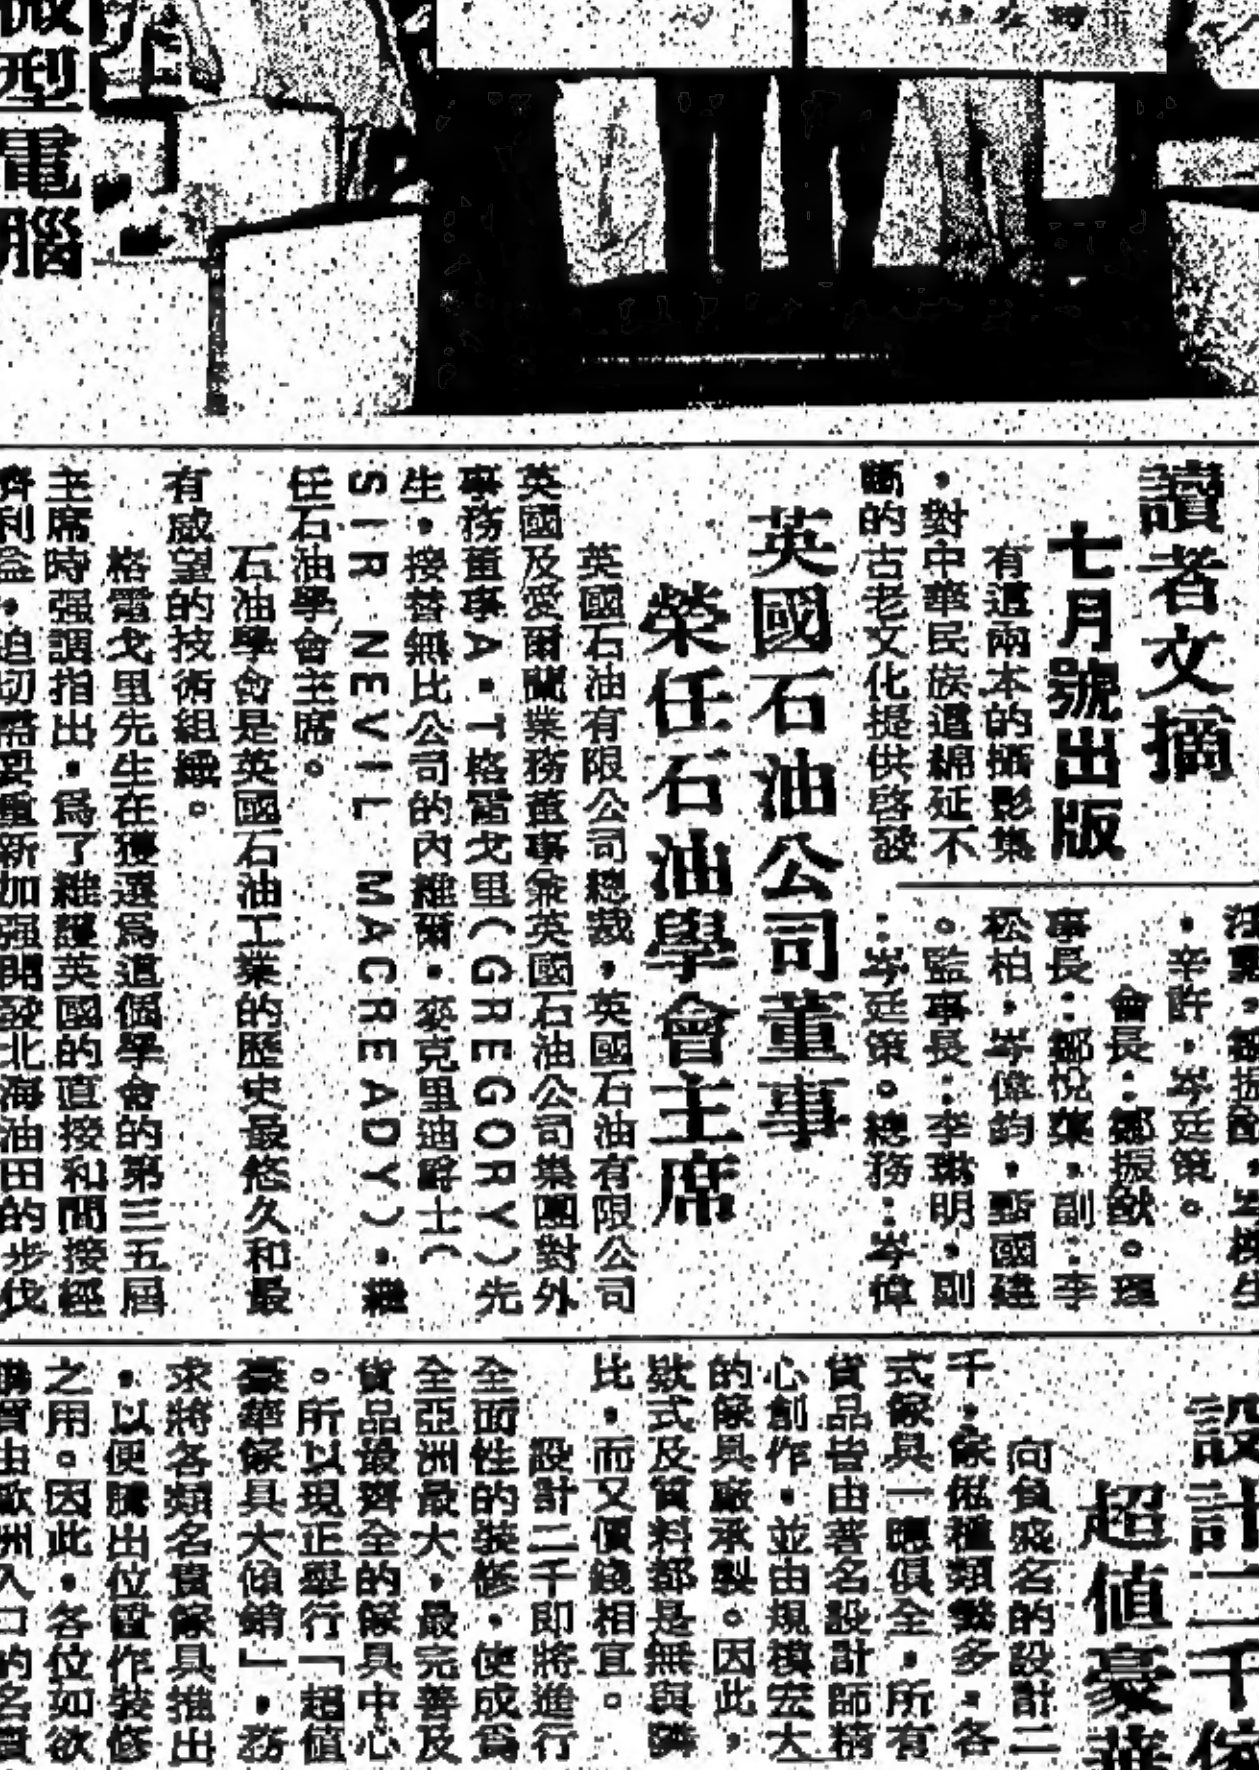 微型電腦
讀者文摘
七月號出版
有這兩本的攝影集
，對中華民族這綿延不
斷的古老文化提供啓發
，辛許，岑廷策。
會長：鄭振猷。理
事長：鄭悅葉，副：李
松柏，岑偉鈞，甄國建
。監事長：李琳明，副
：岑廷策。總務：岑偉
英國石油公司董事
榮任石油學會主席
英國石油有限公司總裁，英國石油有限公司
英國及愛爾蘭業務董事兼英國石油公司集團對外
事務董事A．T格雷戈里（GREGORY）先
生，接替無比公司的內維爾．麥克里迪爵士（
SIR NEVIL MACREADY），繼
任石油學會主席。
石油學會是英國石油工業的歷史最悠久和最
有威望的技術組織。
格雷戈里先生在獲選爲這個學會的第三五屆
主席時强調指出，爲了維護英國的直接和間接經
濟利益，迫切需要重新加强開發北海油田的步伐
設計二千傢
超值豪華
向負盛名的設計二
千，傢俬種類繁多，各
式傢具一應俱全，所有
貨品皆由著名設計師精
心創作，並由規模宏大
的傢具廠承製。因此，
欵式及質料都是無與隣
比，而又價錢相宜。
設計二千即將進行
全面性的裝修，使成爲
全亞洲最大，最完善及
貨品最齊全的傢具中心
。所以現正舉行「超值
豪華傢具大傾銷」，務
求將各類名貴傢具推出
，以便騰出位置作裝修
之用。因此，各位如欲
購買由歐洲入口的名貴